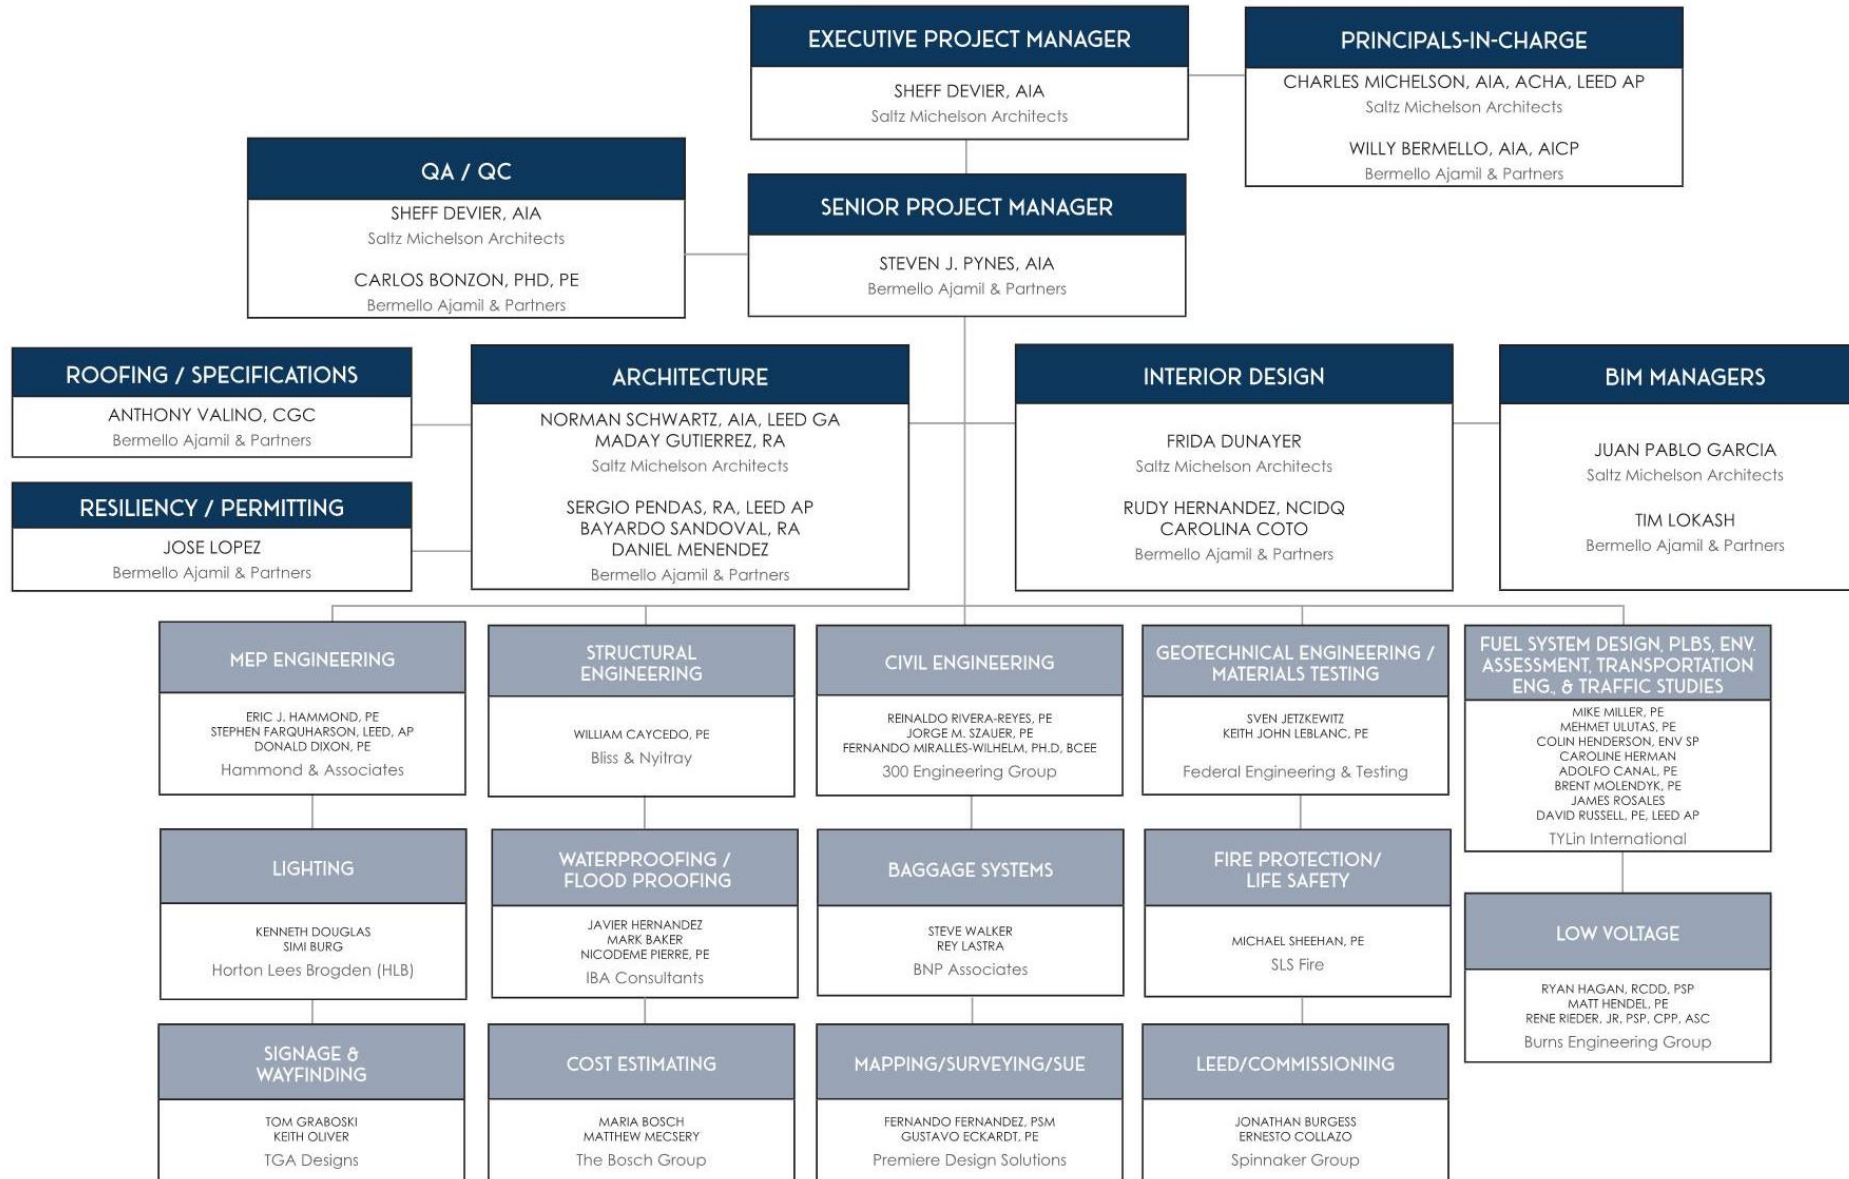 EXECUTIVE PROJECT MANAGER
SHEFF DEVIER, AIA
Saltz Michelson Architects
PRINCIPALS-IN-CHARGE
CHARLES MICHELSON, AIA, ACHA, LEED AP
Saltz Michelson Architects
WILLY BERMELLO, AIA, AICP
Bermello Ajamil & Partners
QA / QC
SHEFF DEVIER, AIA
Saltz Michelson Architects
CARLOS BONZON, PHD, PE
Bermello Ajamil & Partners
SENIOR PROJECT MANAGER
STEVEN J. PYNES, AIA
Bermello Ajamil & Partners
ROOFING / SPECIFICATIONS
ANTHONY VALINO, CGC
Bermello Ajamil & Partners
RESILIENCY / PERMITTING
JOSE LOPEZ
Bermello Ajamil & Partners
ARCHITECTURE
NORMAN SCHWARTZ, AIA, LEED GA
MADAY GUTIERREZ, RA
Saltz Michelson Architects
SERGIO PENDAS, RA, LEED AP
BAYARDO SANDOVAL, RA
DANIEL MENENDEZ
Bermello Ajamil & Partners
INTERIOR DESIGN
FRIDA DUNAYER
Saltz Michelson Architects
RUDY HERNANDEZ, NCIDQ
CAROLINA COTO
Bermello Ajamil & Partners
BIM MANAGERS
JUAN PABLO GARCIA
Saltz Michelson Architects
TIM LOKASH
Bermello Ajamil & Partners
MEP ENGINEERING
ERIC J. HAMMOND, PE
STEPHEN FARQUHARSON, LEED, AP
DONALD DIXON, PE
Hammond & Associates
STRUCTURAL
ENGINEERING
WILLIAM CAYCEDO, PE
Bliss & Nyitray
CIVIL ENGINEERING
REINALDO RIVERA-REYES, PE
JORGE M. SZAUER, PE
FERNANDO MIRALLES-WILHELM, PH.D, BCEE
300 Engineering Group
GEOTECHNICAL ENGINEERING /
MATERIALS TESTING
SVEN JETZKEWITZ
KEITH JOHN LEBLANC, PE
Federal Engineering & Testing
FUEL SYSTEM DESIGN, PLBS, ENV.
ASSESSMENT, TRANSPORTATION
ENG., & TRAFFIC STUDIES
MIKE MILLER, PE
MEHMET ULUTAS, PE
COLIN HENDERSON, ENV SP
CAROLINE HERMAN
ADOLFO CANAL, PE
BRENT MOLENDYK, PE
JAMES ROSALES
DAVID RUSSELL, PE, LEED AP
TYLin International
LIGHTING
KENNETH DOUGLAS
SIMI BURG
Horton Lees Brogden (HLB)
WATERPROOFING /
FLOOD PROOFING
JAVIER HERNANDEZ
MARK BAKER
NICODEME PIERRE, PE
IBA Consultants
BAGGAGE SYSTEMS
STEVE WALKER
REY LASTRA
BNP Associates
FIRE PROTECTION/
LIFE SAFETY
MICHAEL SHEEHAN, PE
SLS Fire
LOW VOLTAGE
RYAN HAGAN, RCDD, PSP
MATT HENDEL, PE
RENE RIEDER, JR, PSP, CPP, ASC
Burns Engineering Group
SIGNAGE &
WAYFINDING
TOM GRABOSKI
KEITH OLIVER
TGA Designs
COST ESTIMATING
MARIA BOSCH
MATTHEW MECSERY
The Bosch Group
MAPPING/SURVEYING/SUE
FERNANDO FERNANDEZ, PSM
GUSTAVO ECKARDT, PE
Premiere Design Solutions
LEED/COMMISSIONING
JONATHAN BURGESS
ERNESTO COLLAZO
Spinnaker Group